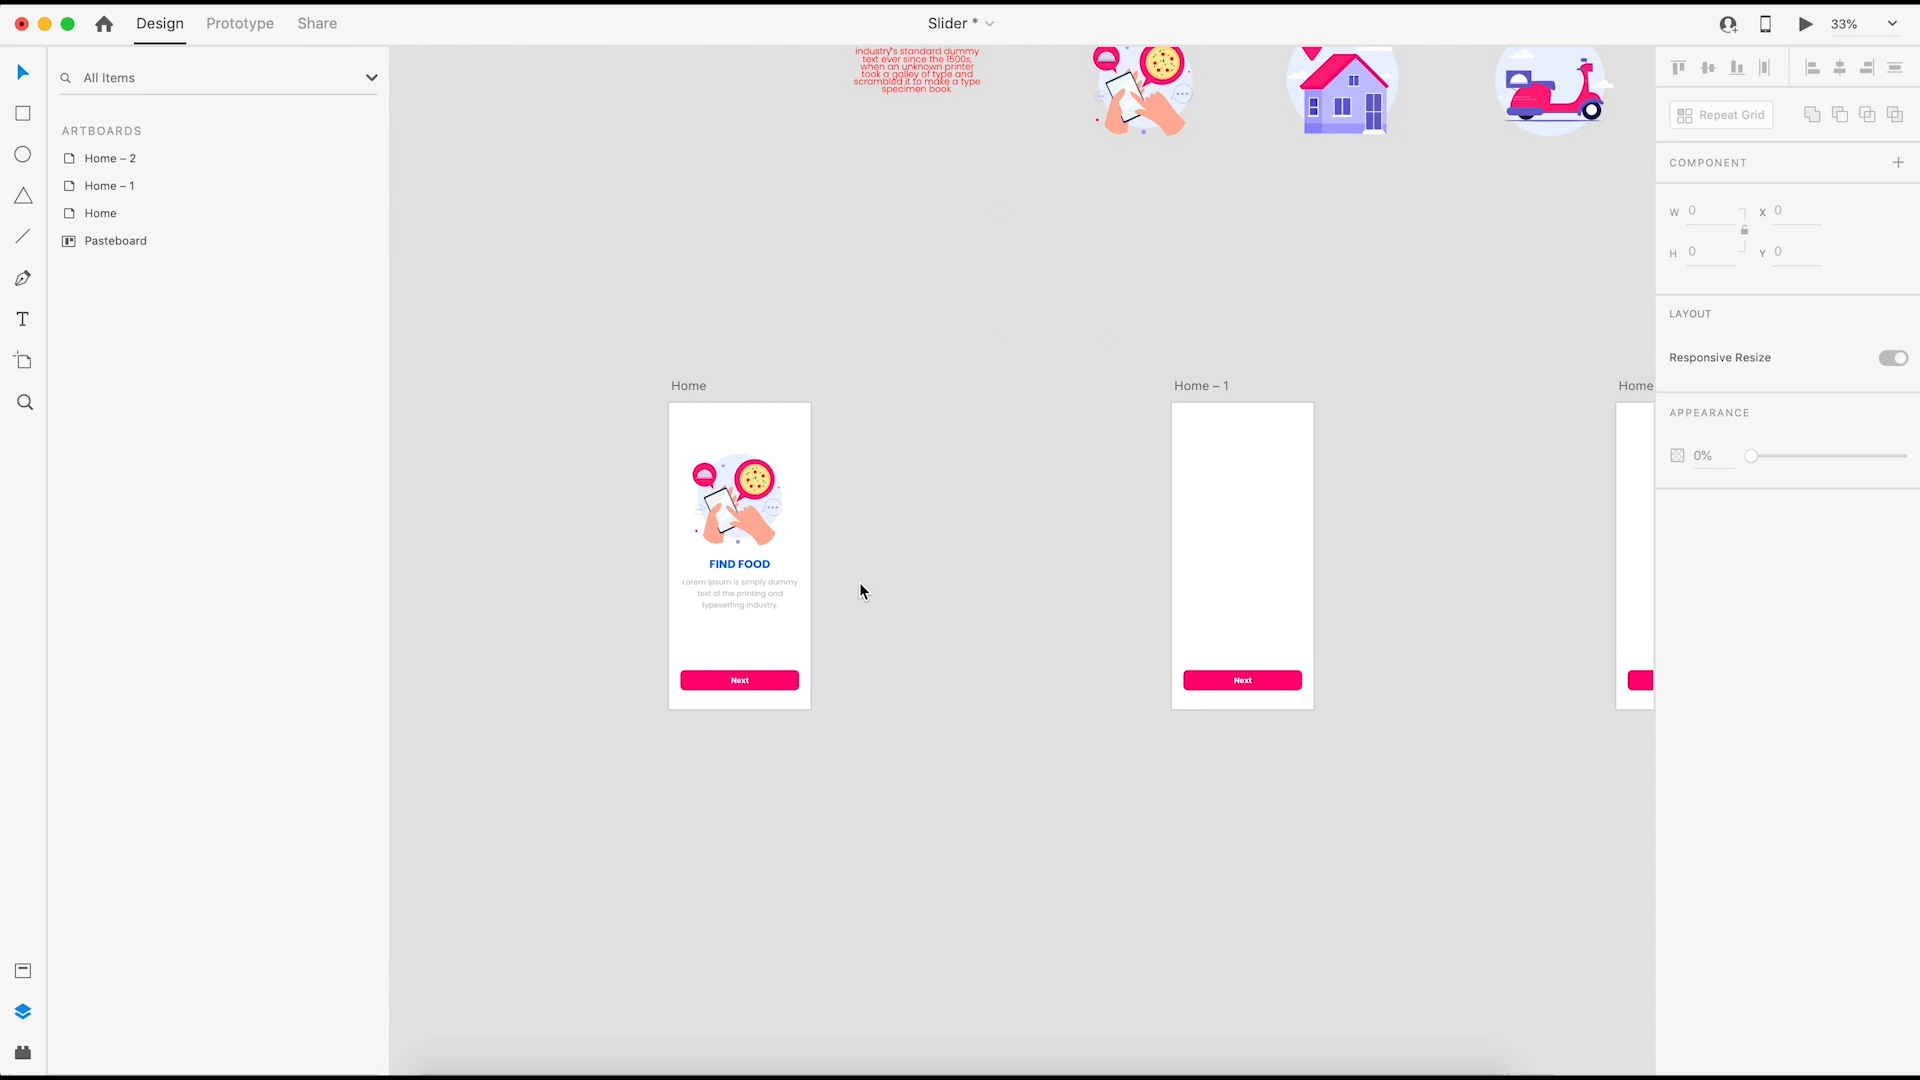 Design
Prototype
Share
Slider *
33%
All Items
ARTBOARDS
Home – 2
Home – 1
Home
Pasteboard
industry's standard dummy
text ever since the 1500s,
when an unknown printer
took a galley of type and
scrambled it to make a type
specimen book.
Home
FIND FOOD
Lorem Ipsum is simply dummy
text of the printing and
typesetting industry.
Next
Home – 1
Next
Home
Repeat Grid
COMPONENT
W 0
X 0
H 0
Y 0
LAYOUT
Responsive Resize
APPEARANCE
0%